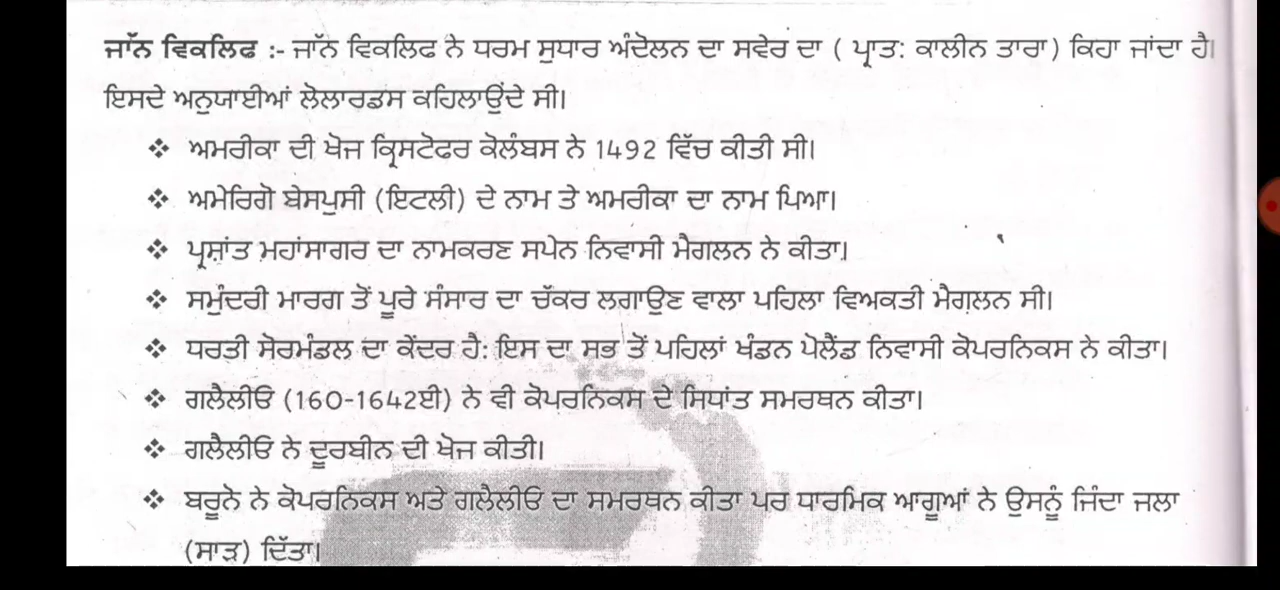 ਜਾੱਨ ਵਿਕਲਿਫ :- ਜਾੱਨ ਵਿਕਲਿਫ ਨੇ ਧਰਮ ਸੁਧਾਰ ਅੰਦੋਲਨ ਦਾ ਸਵੇਰ ਦਾ ( ਪ੍ਰਾਤ: ਕਾਲੀਨ ਤਾਰਾ) ਕਿਹਾ ਜਾਂਦਾ ਹੈ।
ਇਸਦੇ ਅਨੁਯਾਈਆਂ ਲੋਲਾਰਡਸ ਕਹਿਲਾਉਂਦੇ ਸੀ।
❖ ਅਮਰੀਕਾ ਦੀ ਖੋਜ ਕ੍ਰਿਸਟੋਫਰ ਕੋਲੰਬਸ ਨੇ 1492 ਵਿੱਚ ਕੀਤੀ ਸੀ।
❖ ਅਮੇਰਿਗੋ ਬੇਸਪੁਸੀ (ਇਟਲੀ) ਦੇ ਨਾਮ ਤੇ ਅਮਰੀਕਾ ਦਾ ਨਾਮ ਪਿਆ।
❖ ਪ੍ਰਸ਼ਾਂਤ ਮਹਾਂਸਾਗਰ ਦਾ ਨਾਮਕਰਣ ਸਪੇਨ ਨਿਵਾਸੀ ਮੈਗਲਨ ਨੇ ਕੀਤਾ।
❖ ਸਮੁੰਦਰੀ ਮਾਰਗ ਤੋਂ ਪੂਰੇ ਸੰਸਾਰ ਦਾ ਚੱਕਰ ਲਗਾਉਣ ਵਾਲਾ ਪਹਿਲਾ ਵਿਅਕਤੀ ਮੈਗਲਨ ਸੀ।
❖ ਧਰਤੀ ਸੋਰਮੰਡਲ ਦਾ ਕੇਂਦਰ ਹੈ: ਇਸ ਦਾ ਸਭ ਤੋਂ ਪਹਿਲਾਂ ਖੰਡਨ ਪੋਲੈਂਡ ਨਿਵਾਸੀ ਕੋਪਰਨਿਕਸ ਨੇ ਕੀਤਾ।
❖ ਗਲੈਲੀਓ (160-1642ਈ) ਨੇ ਵੀ ਕੋਪਰਨਿਕਸ ਦੇ ਸਿਧਾਂਤ ਸਮਰਥਨ ਕੀਤਾ।
❖ ਗਲੈਲੀਓ ਨੇ ਦੂਰਬੀਨ ਦੀ ਖੋਜ ਕੀਤੀ।
❖ ਬਰੂਨੋ ਨੇ ਕੋਪਰਨਿਕਸ ਅਤੇ ਗਲੈਲੀਓ ਦਾ ਸਮਰਥਨ ਕੀਤਾ ਪਰ ਧਾਰਮਿਕ ਆਗੂਆਂ ਨੇ ਉਸਨੂੰ ਜਿੰਦਾ ਜਲਾ
(ਸਾੜ) ਦਿੱਤਾ।